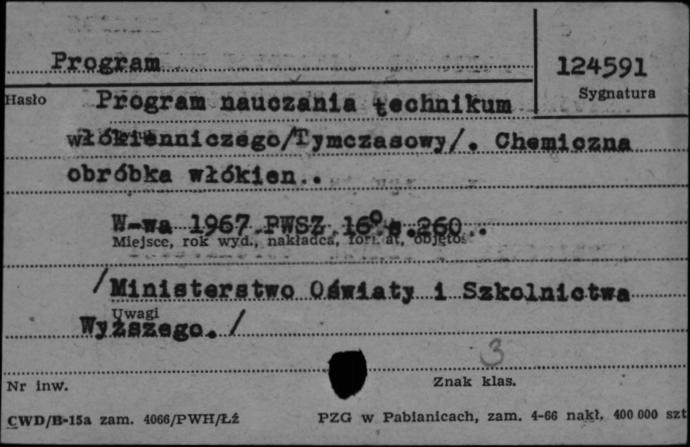 Program
124591
Sygnatura
Hasło
Program nauczania technikum
włókienniczego/Tymczasowy/. Chemiczna
obróbka włókien..
W-wa 1967 PWSZ 16° s.260 .
Miejsce, rok wyd., nakładca, format, objętość
/Ministerstwo Oświaty i Szkolnictwa
Uwagi
Wyższego./
3
Nr inw.
Znak klas.
CWD/B-15a zam. 4066/PWH/Łź
PZG w Pabianicach, zam. 4-66 nakł. 400 000 szt